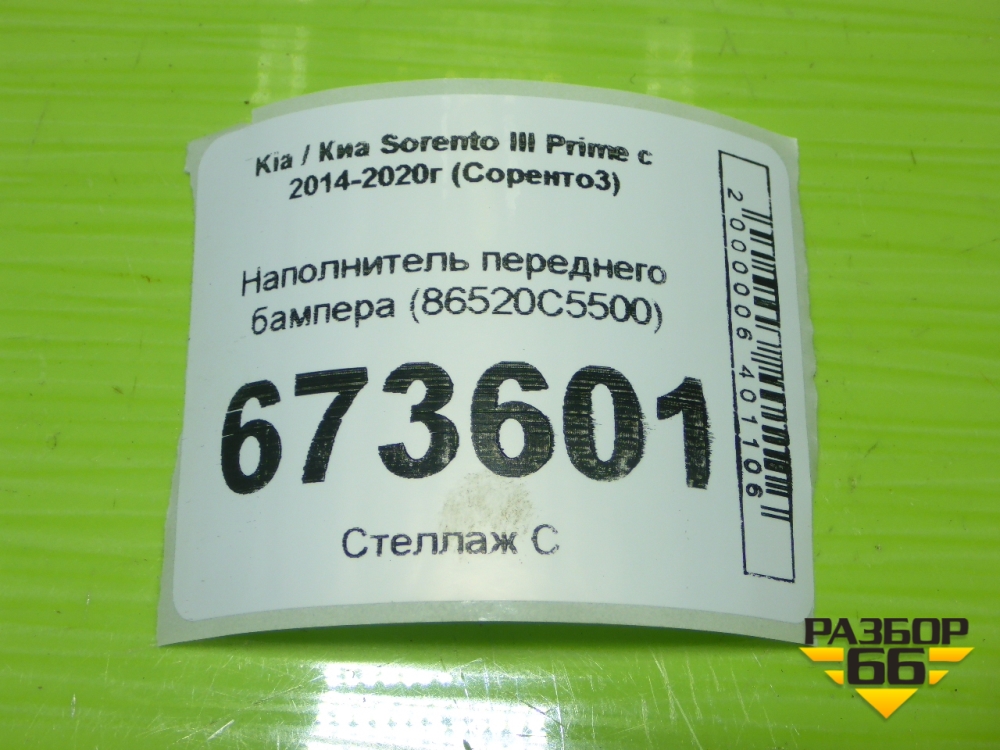 Kia / Киа Sorento III Prime с
2014-2020г (Соренто3)
Наполнитель переднего
бампера (86520C5500)
673601
Стеллаж С
2000006401106
РАЗБОР
66